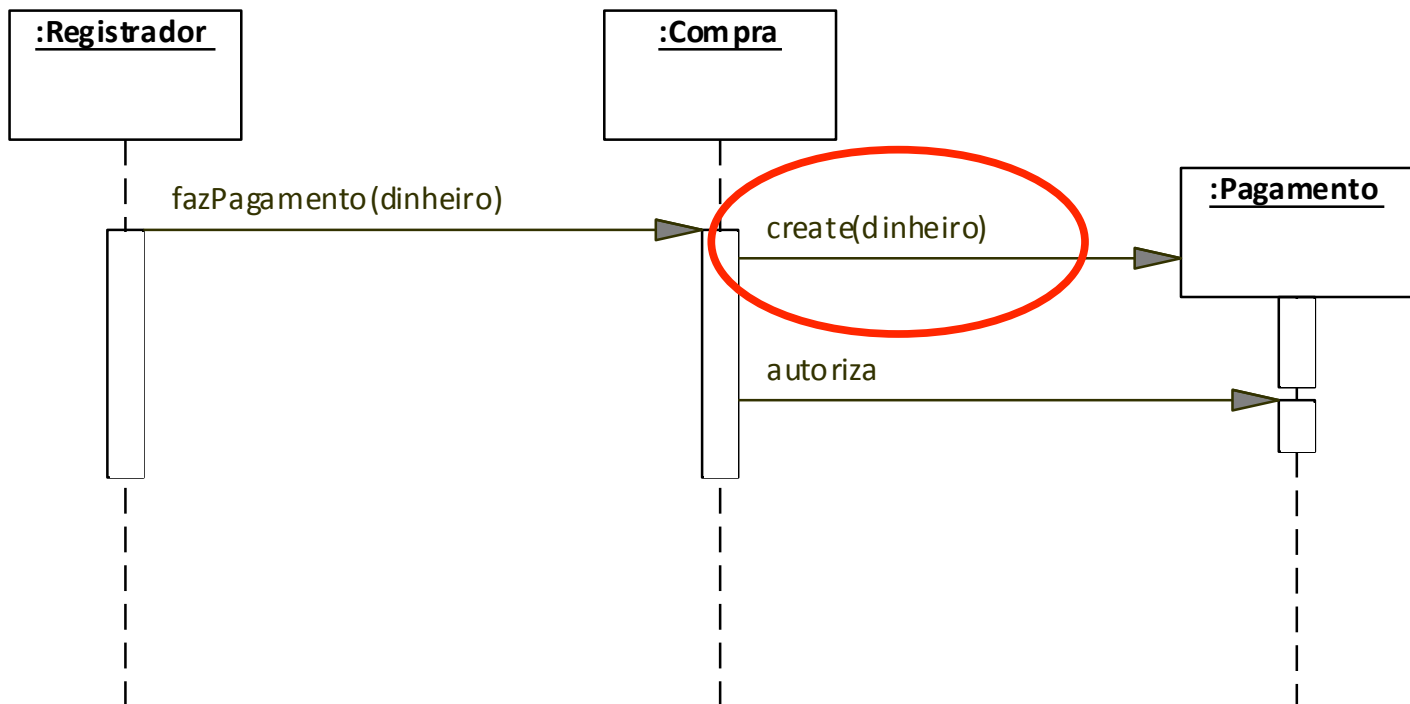 :Registrador
:Compra
:Pagamento
fazPagamento(dinheiro)
create(dinheiro)
autoriza